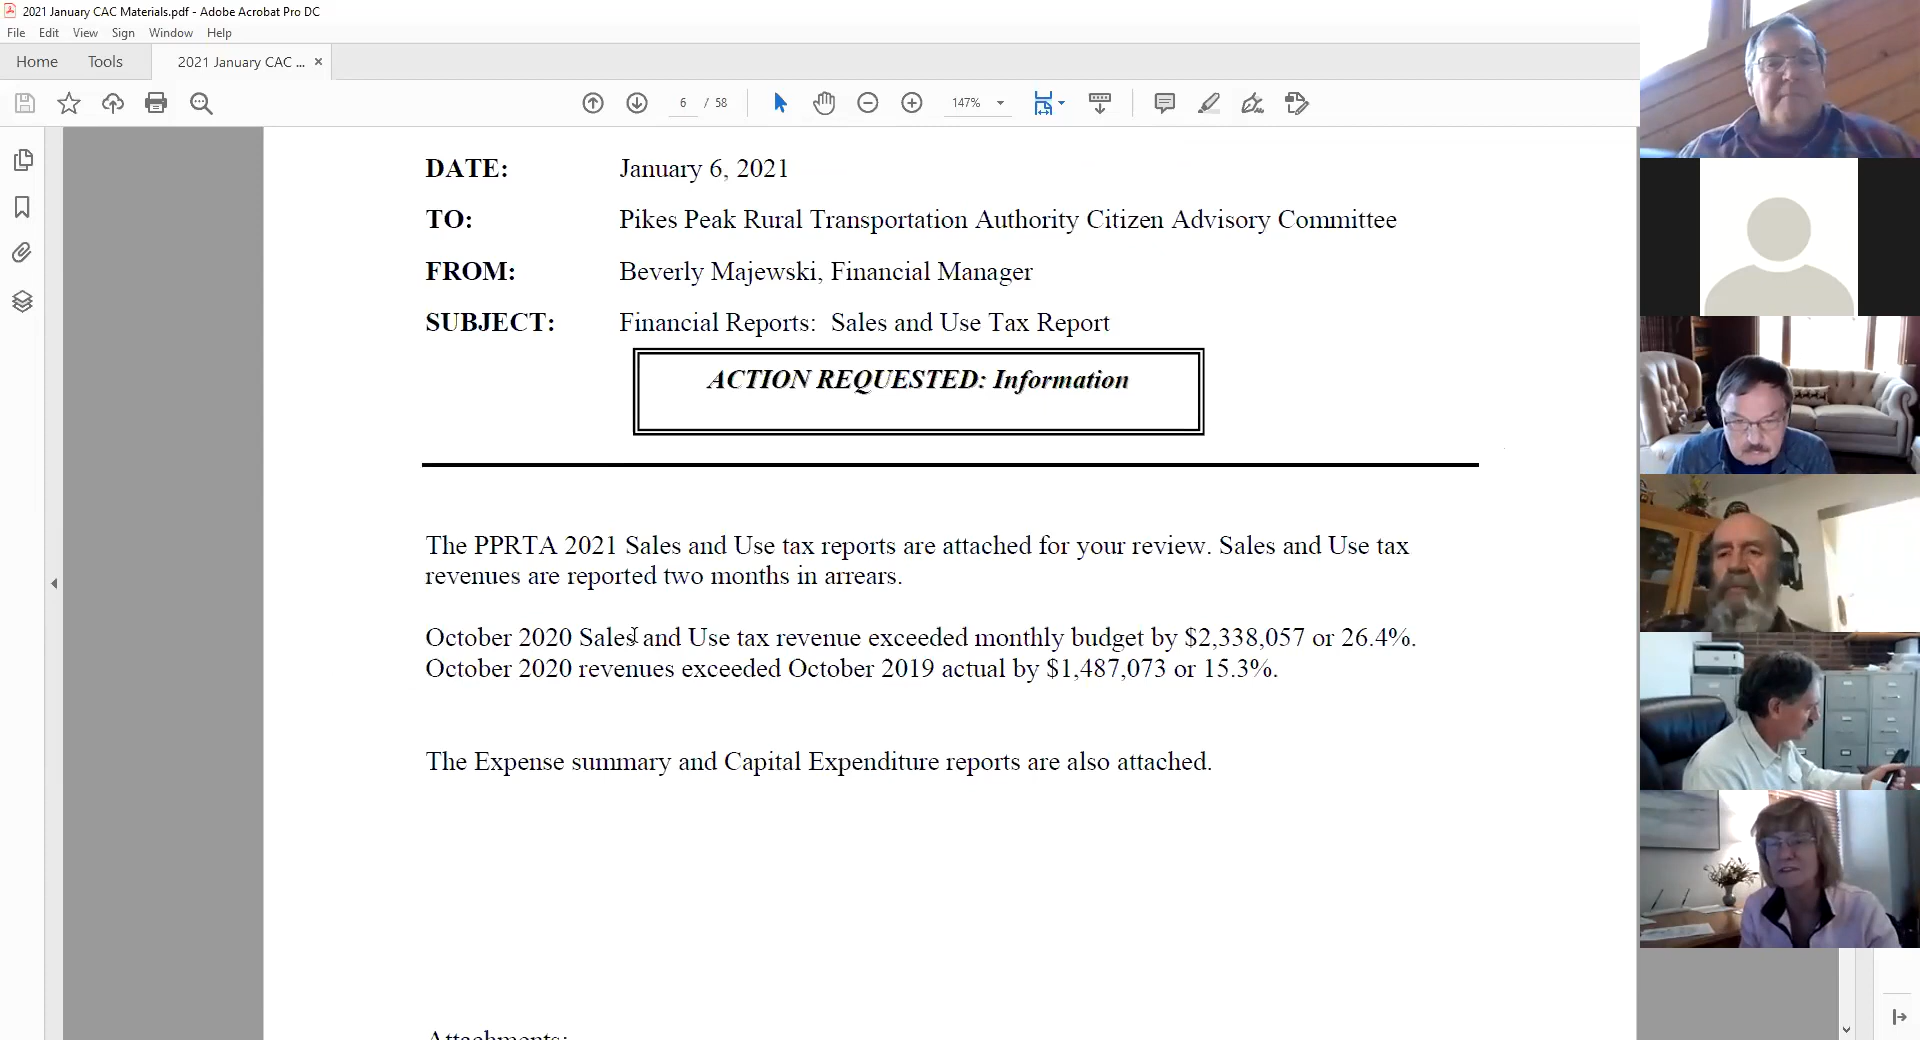 2021 January CAC Materials.pdf - Adobe Acrobat Pro DC
File Edit View Sign Window Help
Home Tools 2021 January CAC ... ×
6 / 58 147%
DATE: January 6, 2021
TO: Pikes Peak Rural Transportation Authority Citizen Advisory Committee
FROM: Beverly Majewski, Financial Manager
SUBJECT: Financial Reports: Sales and Use Tax Report
ACTION REQUESTED: Information
The PPRTA 2021 Sales and Use tax reports are attached for your review. Sales and Use tax
revenues are reported two months in arrears.
October 2020 Sales and Use tax revenue exceeded monthly budget by $2,338,057 or 26.4%.
October 2020 revenues exceeded October 2019 actual by $1,487,073 or 15.3%.
The Expense summary and Capital Expenditure reports are also attached.
Attachments: